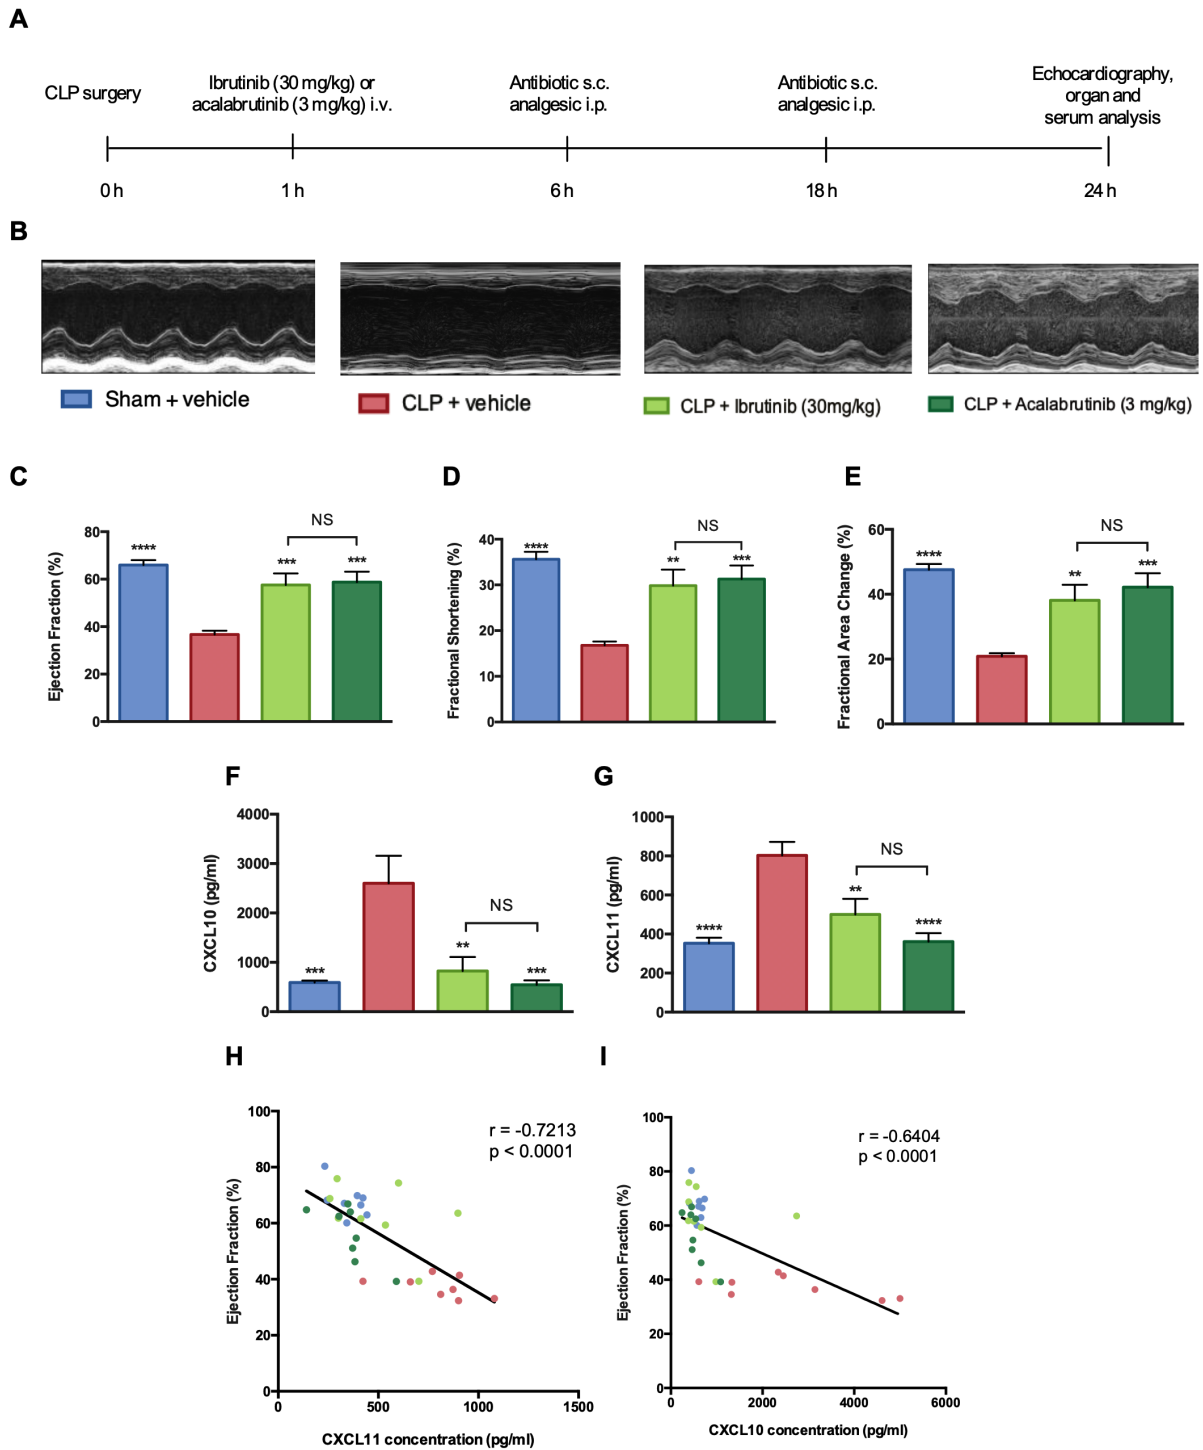 A
CLP surgery
Ibrutinib (30 mg/kg) or
acalabrutinib (3 mg/kg) i.v.
Antibiotic s.c.
analgesic i.p.
Antibiotic s.c.
analgesic i.p.
Echocardiography,
organ and
serum analysis
0 h
1 h
6 h
18 h
24 h
B
Sham + vehicle
CLP + vehicle
CLP + Ibrutinib (30mg/kg)
CLP + Acalabrutinib (3 mg/kg)
C
Ejection Fraction (%)
80
60
40
20
0
****
***
***
NS
D
Fractional Shortening (%)
40
30
20
10
0
****
**
***
NS
E
Fractional Area Change (%)
60
40
20
0
****
**
***
NS
F
CXCL10 (pg/ml)
4000
3000
2000
1000
0
***
**
***
NS
G
CXCL11 (pg/ml)
1000
800
600
400
200
0
****
**
****
NS
H
r = -0.7213
p < 0.0001
Ejection Fraction (%)
100
80
60
40
20
0
0
500
1000
1500
CXCL11 concentration (pg/ml)
I
r = -0.6404
p < 0.0001
Ejection Fraction (%)
100
80
60
40
20
0
0
2000
4000
6000
CXCL10 concentration (pg/ml)